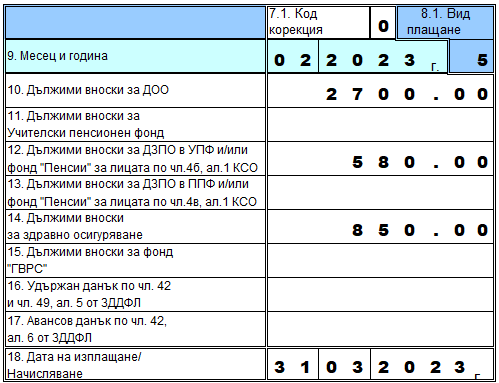 7.1. Код
корекция
0
8.1. Вид
плащане
9. Месец и година
0 2 2 0 2 3 г. 5
10. Дължими вноски за ДОО
2 7 0 0 . 0 0
11. Дължими вноски за
Учителски пенсионен фонд
12. Дължими вноски за ДЗПО в УПФ и/или
фонд "Пенсии" за лицата по чл.4б, ал.1 КСО
5 8 0 . 0 0
13. Дължими вноски за ДЗПО в ППФ и/или
фонд "Пенсии" за лицата по чл.4в, ал.1 КСО
14. Дължими вноски
за здравно осигуряване
8 5 0 . 0 0
15. Дължими вноски за фонд
"ГВРС"
16. Удържан данък по чл. 42
и чл. 49, ал. 5 от ЗДДФЛ
17. Авансов данък по чл. 42,
ал. 6 от ЗДДФЛ
18. Дата на изплащане/
Начисляване
3 1 0 3 2 0 2 3 г.